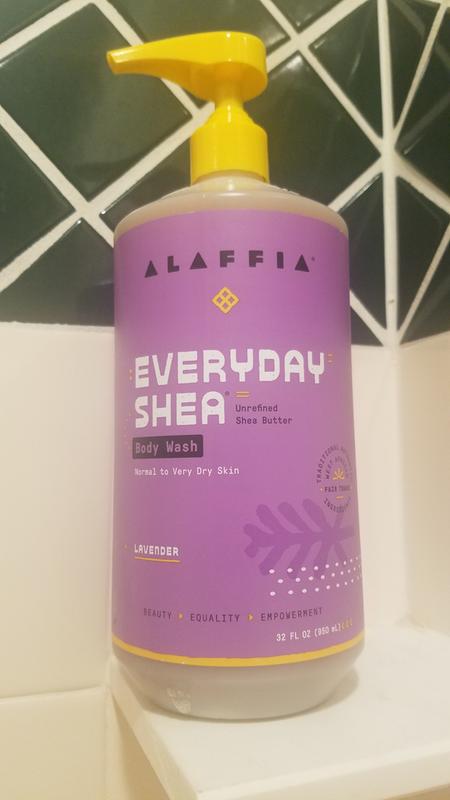 ALAFFIA
EVERYDAY
SHEA®
Unrefined
Shea Butter
Body Wash
Normal to Very Dry Skin
FAIR TRADE
LAVENDER
BEAUTY EQUALITY EMPOWERMENT
32 FL OZ (950 mL)